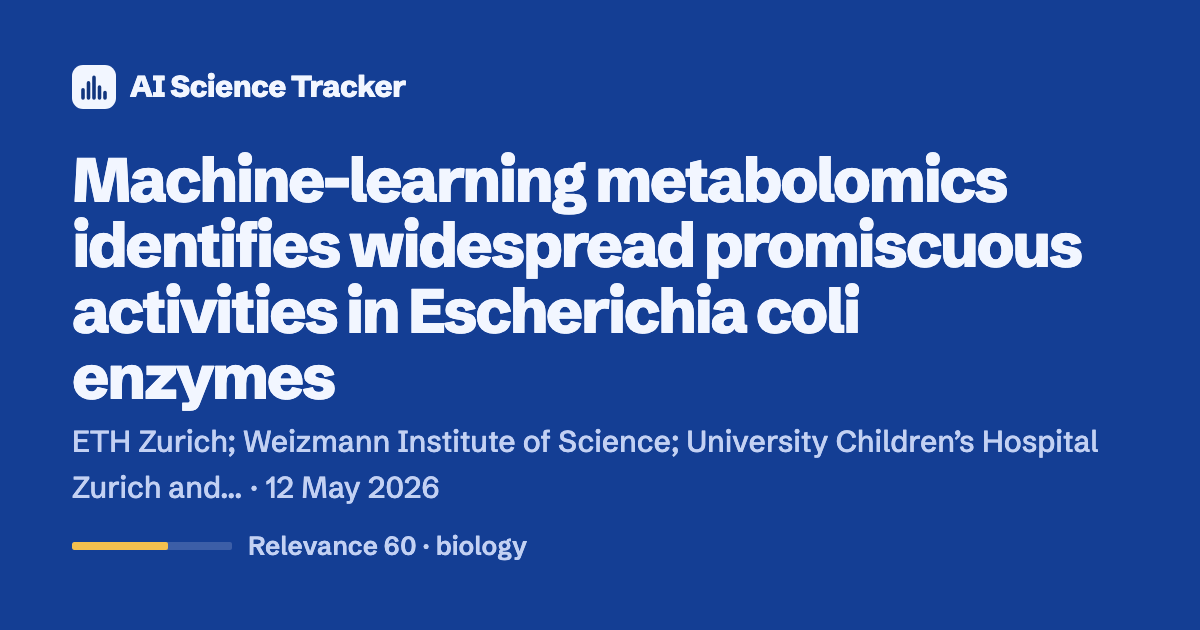 AI Science Tracker
Machine-learning metabolomics
identifies widespread promiscuous
activities in Escherichia coli
enzymes
ETH Zurich; Weizmann Institute of Science; University Children’s Hospital
Zurich and… · 12 May 2026
Relevance 60 · biology